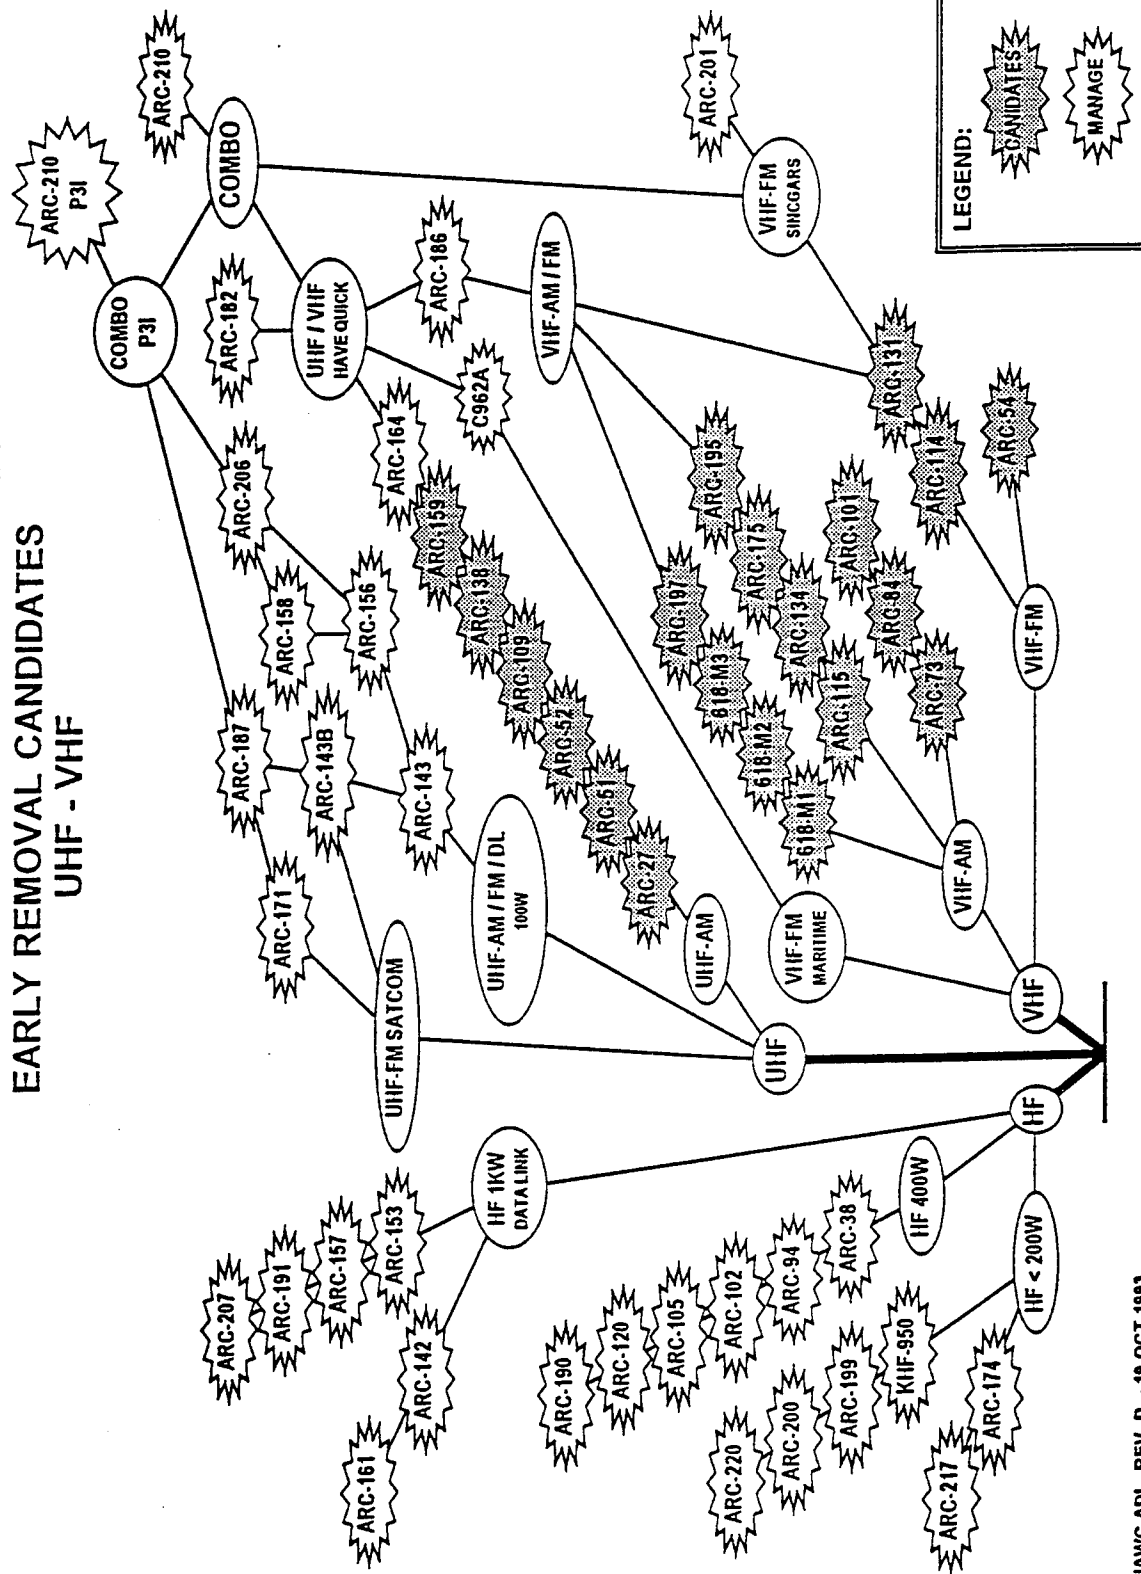 EARLY REMOVAL CANDIDATES
UHF - VHF
ARC-210
P3I
COMBO
P3I
ARC-210
COMBO
ARC-182
UHF / VHF
HAVE QUICK
ARC-206
ARC-187
ARC-171
ARC-158
ARC-143B
ARC-156
ARC-143
ARC-164
ARC-186
C962A
ARC-159
ARC-138
ARC-109
ARC-52
ARC-51
ARC-27
UHF-FM SATCOM
UHF-AM / FM / DL
100W
UHF-AM
UHF
VHF-AM / FM
ARC-201
VHF-FM
SINCGARS
ARC-197
618-M3
618-M2
618-M1
ARC-195
ARC-175
ARC-134
ARC-115
ARC-101
ARC-84
ARC-73
ARC-131
ARC-114
ARC-54
VHF-FM
MARITIME
VHF-AM
VHF-FM
VHF
ARC-207
ARC-191
ARC-157
ARC-153
ARC-161
ARC-142
HF 1KW
DATA LINK
ARC-190
ARC-120
ARC-105
ARC-102
ARC-94
ARC-38
HF 400W
ARC-220
ARC-200
ARC-199
KHF-950
ARC-217
ARC-174
HF < 200W
HF
LEGEND:
CANIDATES
MANAGE